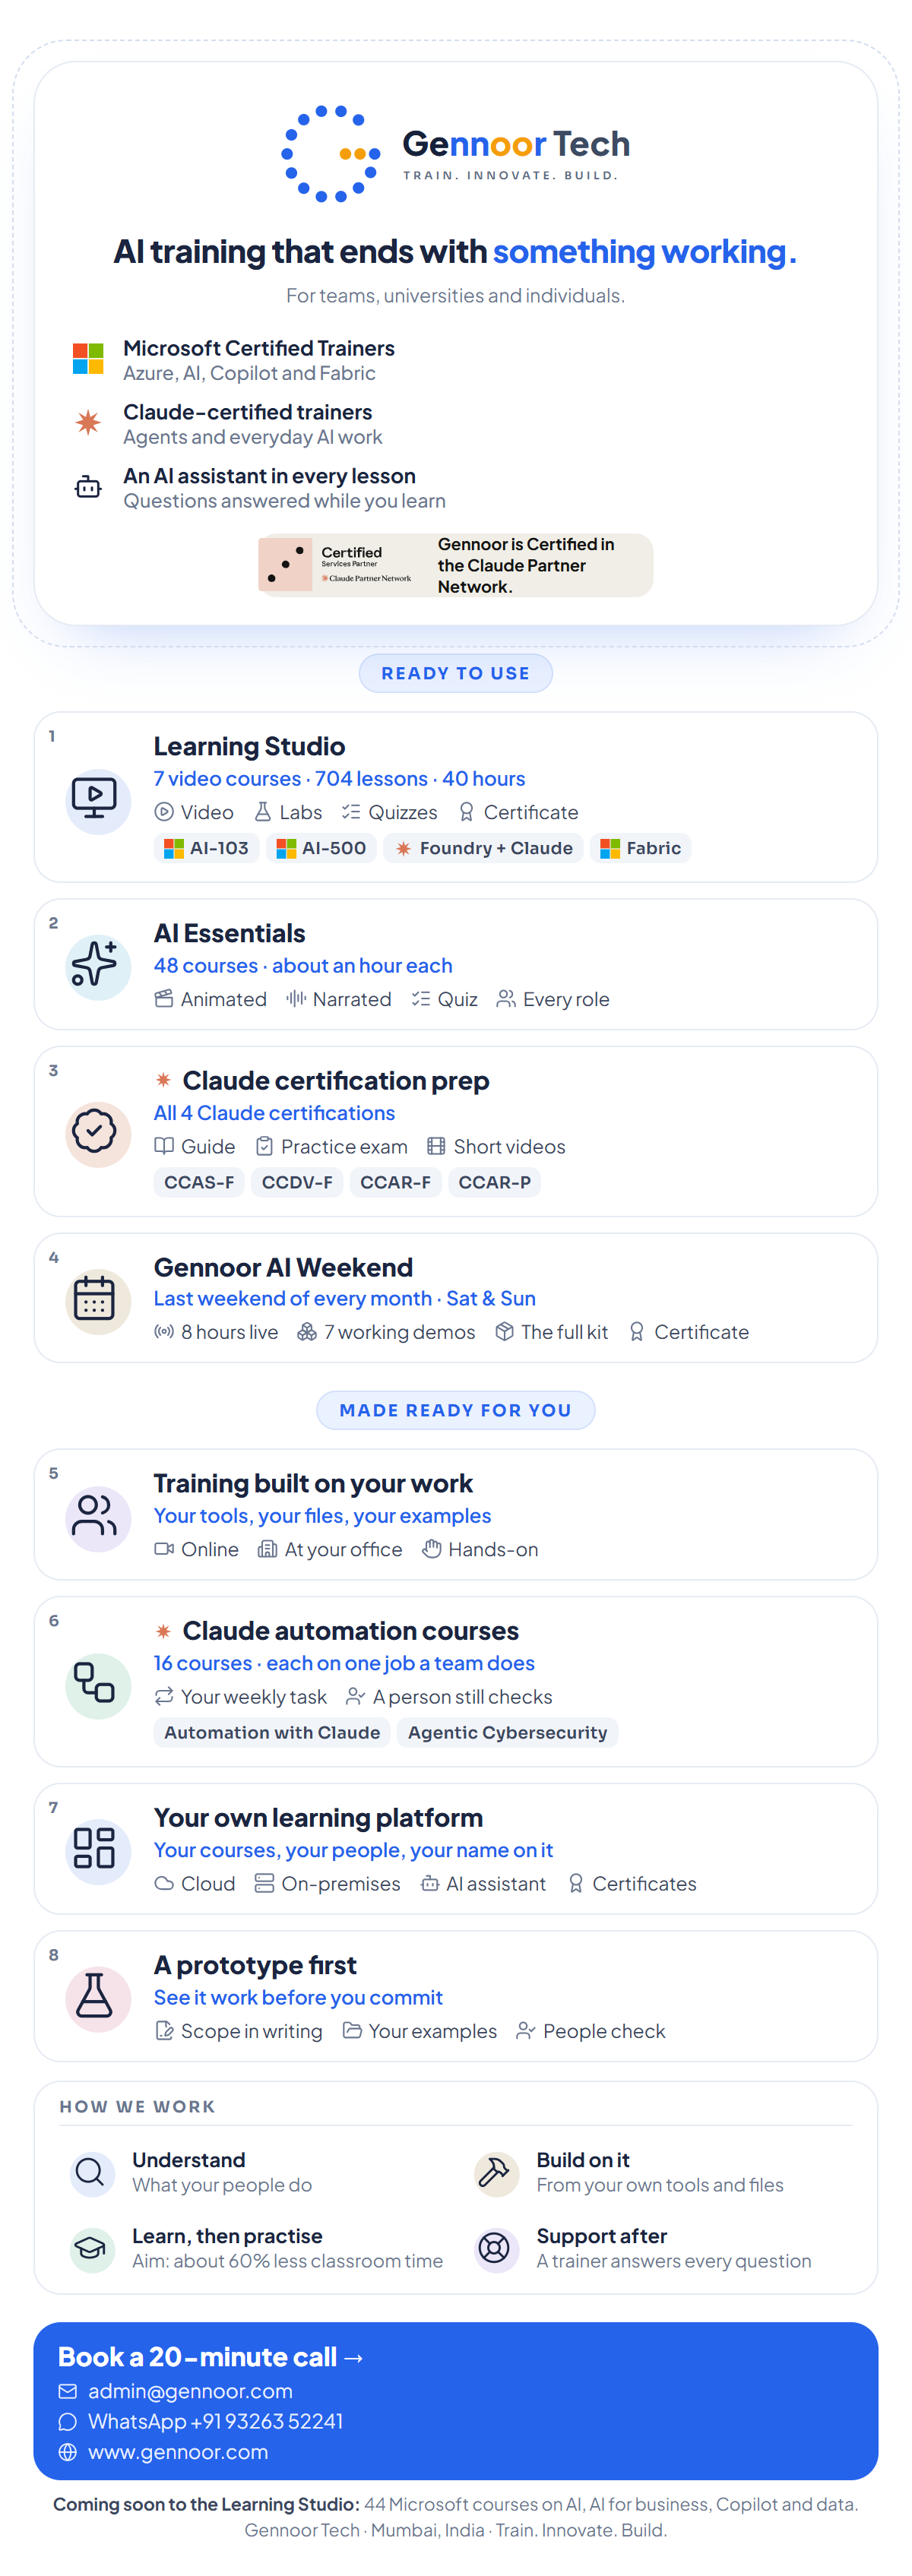 Gennoor Tech
TRAIN. INNOVATE. BUILD.
AI training that ends with something working.
For teams, universities and individuals.
Microsoft Certified Trainers
Azure, AI, Copilot and Fabric
Claude-certified trainers
Agents and everyday AI work
An AI assistant in every lesson
Questions answered while you learn
Certified
Services Partner
Claude Partner Network
Gennoor is Certified in
the Claude Partner
Network.
READY TO USE
1
Learning Studio
7 video courses · 704 lessons · 40 hours
Video Labs Quizzes Certificate
AI-103 AI-500 Foundry + Claude Fabric
2
AI Essentials
48 courses · about an hour each
Animated Narrated Quiz Every role
3
Claude certification prep
All 4 Claude certifications
Guide Practice exam Short videos
CCAS-F CCDV-F CCAR-F CCAR-P
4
Gennoor AI Weekend
Last weekend of every month · Sat & Sun
8 hours live 7 working demos The full kit Certificate
MADE READY FOR YOU
5
Training built on your work
Your tools, your files, your examples
Online At your office Hands-on
6
Claude automation courses
16 courses · each on one job a team does
Your weekly task A person still checks
Automation with Claude Agentic Cybersecurity
7
Your own learning platform
Your courses, your people, your name on it
Cloud On-premises AI assistant Certificates
8
A prototype first
See it work before you commit
Scope in writing Your examples People check
HOW WE WORK
Understand
What your people do
Build on it
From your own tools and files
Learn, then practise
Aim: about 60% less classroom time
Support after
A trainer answers every question
Book a 20-minute call →
admin@gennoor.com
WhatsApp +91 93263 52241
www.gennoor.com
Coming soon to the Learning Studio: 44 Microsoft courses on AI, AI for business, Copilot and data.
Gennoor Tech · Mumbai, India · Train. Innovate. Build.